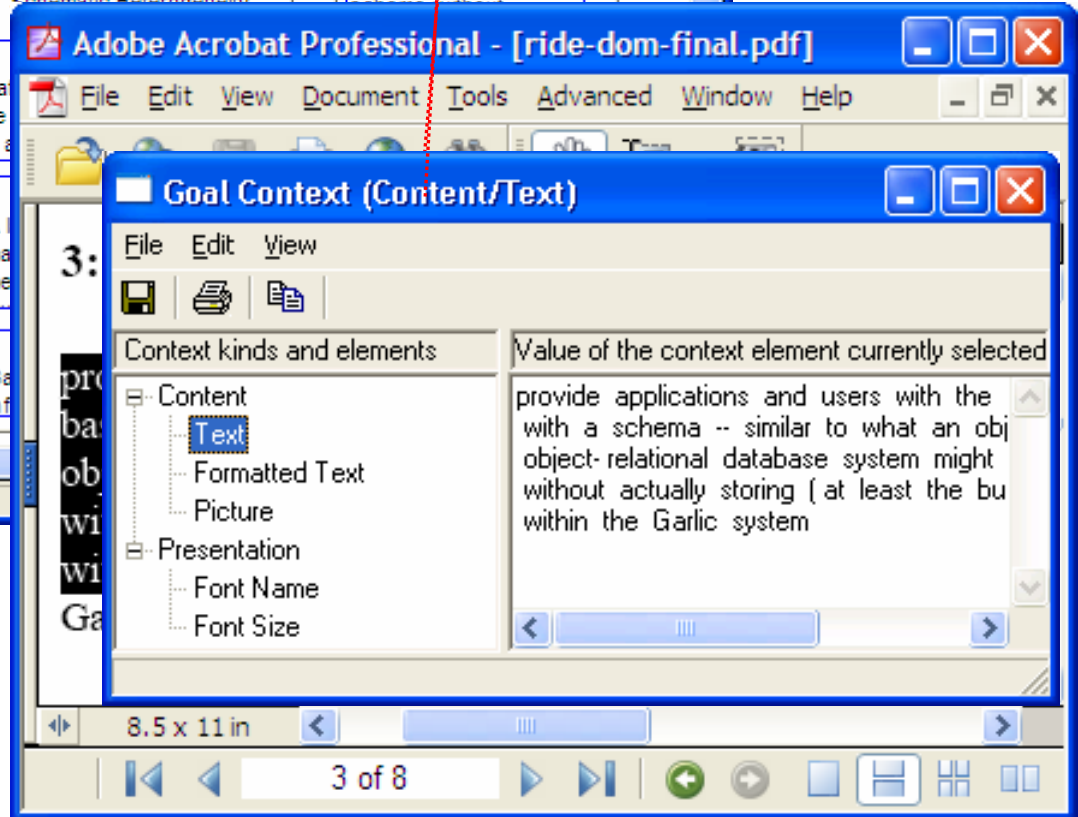 Adobe Acrobat Professional - [ride-dom-final.pdf]
File Edit View Document Tools Advanced Window Help
Goal Context (Content/Text)
File Edit View
3:
Context kinds and elements
Value of the context element currently selected
Content
Text
Formatted Text
Picture
Presentation
Font Name
Font Size
provide applications and users with the
with a schema -- similar to what an obj
object- relational database system might
without actually storing ( at least the bu
within the Garlic system
8.5 x 11 in
3 of 8